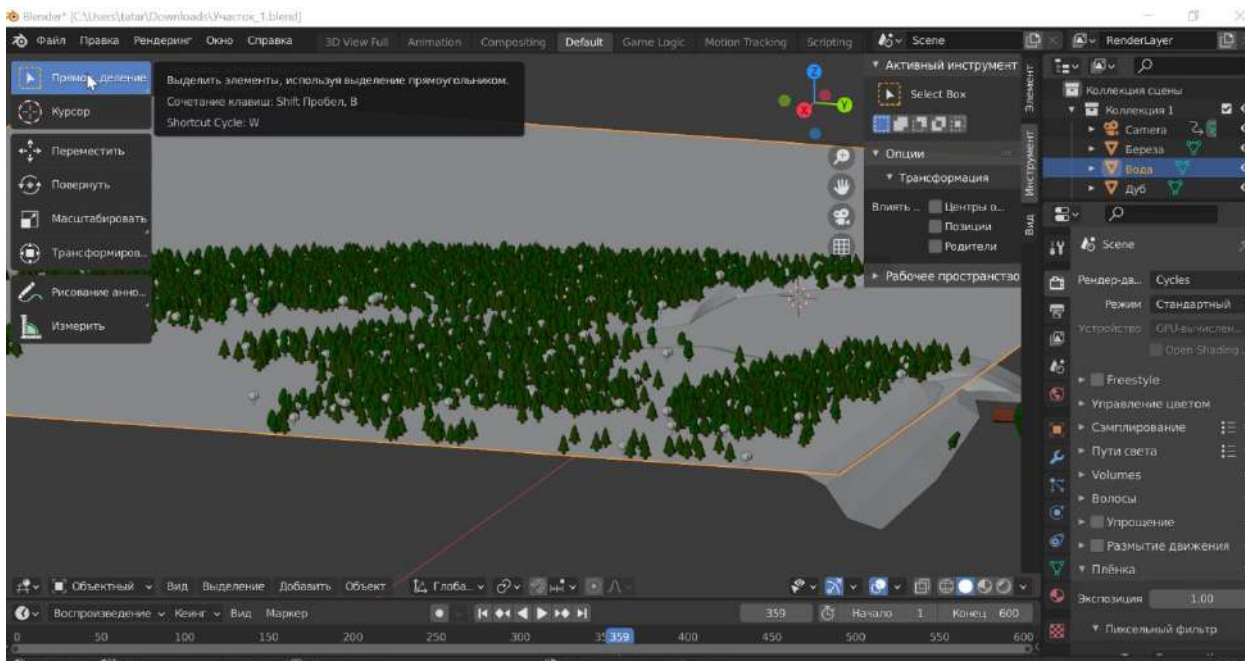 Blender* [C:\Users\tatar\Downloads\Участок_1.blend]
Файл Правка Рендеринг Окно Справка
3D View Full Animation Compositing Default Game Logic Motion Tracking Scripting
Scene
RenderLayer
Выделить элементы, используя выделение прямоугольником.
Сочетание клавиш: Shift Пробел, B
Shortcut Cycle: W
Курсор
Переместить
Повернуть
Масштабировать
Трансформиров...
Рисование анно...
Измерить
Активный инструмент
Select Box
Опции
Трансформация
Влиять ...
Центры о...
Позиции
Родители
Рабочее пространство
Элемент
Инструмент
Вид
X
Y
Z
Коллекция сцены
Коллекция 1
Camera
Береза
Вода
Дуб
Scene
Рендер-дв... Cycles
Режим Стандартный
Устройство GPU-вычислен...
Open Shading
Freestyle
Управление цветом
Сэмплирование
Пути света
Volumes
Волосы
Упрощение
Размытие движения
Плёнка
Экспозиция 1.00
Пиксельный фильтр
Объектный Вид Выделение Добавить Объект Глоба...
Воспроизведение Кеинг Вид Маркер
359 Начало 1 Конец 600
0 50 100 150 200 250 300 359 400 450 500 550 600